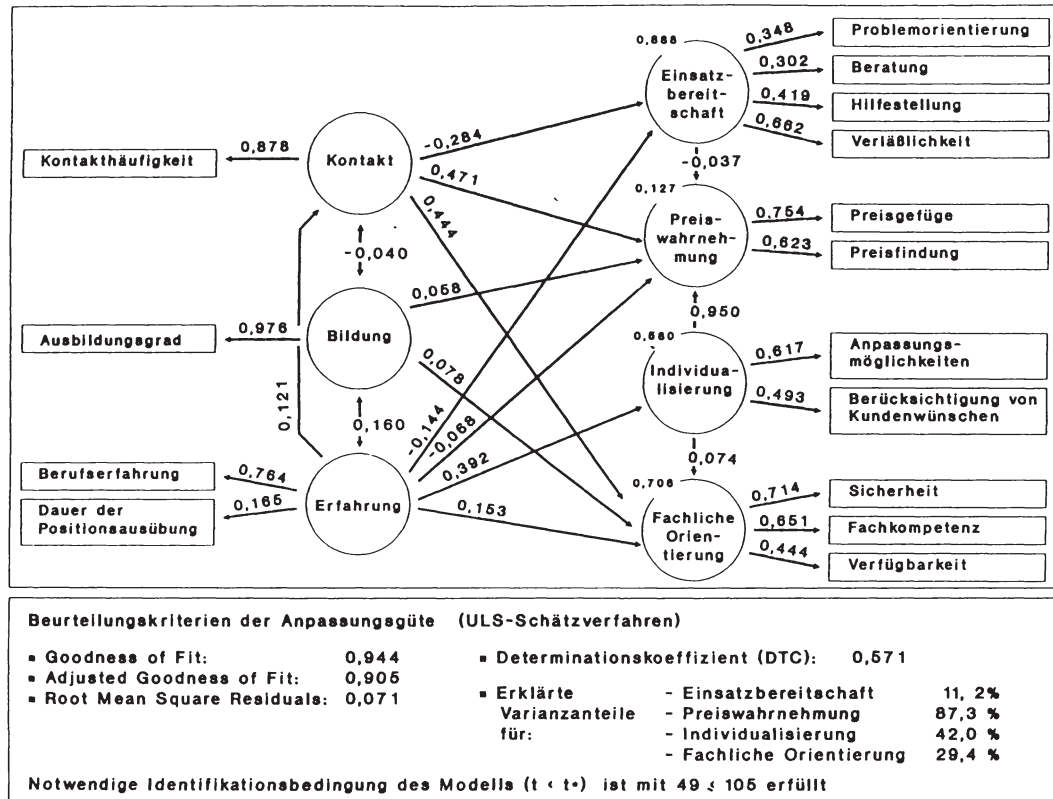 0,888
0,348
Problemorientierung
Einsatz-
bereit-
schaft
0,302
Beratung
0,419
Hilfestellung
0,662
Verläßlichkeit
Kontakthäufigkeit
0,878
Kontakt
-0,284
0,471
0,444
-0,037
0,127
Preis-
wahrneh-
mung
0,754
Preisgefüge
0,623
Preisfindung
-0,040
0,058
0,950
Ausbildungsgrad
0,976
Bildung
0,078
0,580
Individua-
lisierung
0,617
Anpassungs-
möglichkeiten
0,493
Berücksichtigung von
Kundenwünschen
0,121
0,160
-0,144
-0,068
0,392
0,074
Berufserfahrung
0,764
Dauer der
Positionsausübung
0,165
Erfahrung
0,153
0,706
Fachliche
Orien-
tierung
0,714
Sicherheit
0,651
Fachkompetenz
0,444
Verfügbarkeit
Beurteilungskriterien der Anpassungsgüte (ULS-Schätzverfahren)
▪ Goodness of Fit: 0,944
▪ Adjusted Goodness of Fit: 0,905
▪ Root Mean Square Residuals: 0,071
▪ Determinationskoeffizient (DTC): 0,571
▪ Erklärte - Einsatzbereitschaft 11, 2%
Varianzanteile - Preiswahrnehmung 87,3 %
für: - Individualisierung 42,0 %
- Fachliche Orientierung 29,4 %
Notwendige Identifikationsbedingung des Modells (t < t*) ist mit 49 ≤ 105 erfüllt